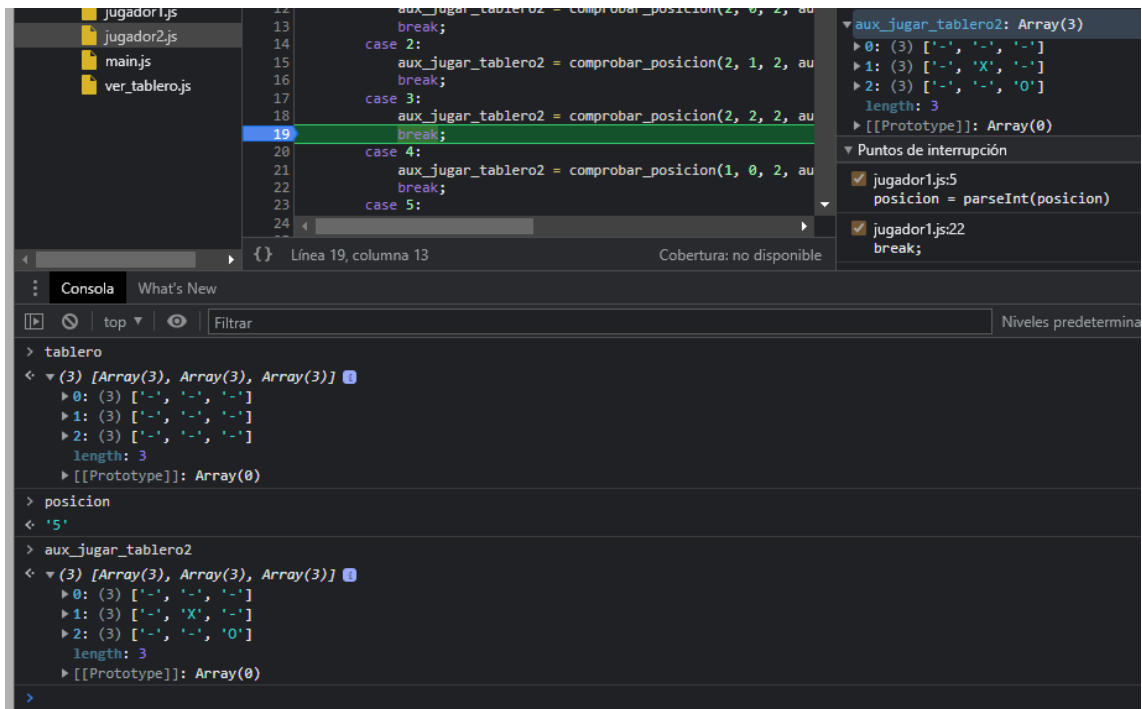 jugador1.js
jugador2.js
main.js
ver_tablero.js
12 aux_jugar_tablero2 = comprobar_posicion(2, 0, 2, au
13 break;
14 case 2:
15 aux_jugar_tablero2 = comprobar_posicion(2, 1, 2, au
16 break;
17 case 3:
18 aux_jugar_tablero2 = comprobar_posicion(2, 2, 2, au
19 break;
20 case 4:
21 aux_jugar_tablero2 = comprobar_posicion(1, 0, 2, au
22 break;
23 case 5:
24
{} Línea 19, columna 13 Cobertura: no disponible
▼aux_jugar_tablero2: Array(3)
▶0: (3) ['-', '-', '-']
▶1: (3) ['-', 'X', '-']
▶2: (3) ['-', '-', 'O']
length: 3
▶[[Prototype]]: Array(0)
▼ Puntos de interrupción
jugador1.js:5
posicion = parseInt(posicion)
jugador1.js:22
break;
Consola What's New
top ▼ Filtrar Niveles predetermina
> tablero
▼(3) [Array(3), Array(3), Array(3)] i
▶0: (3) ['-', '-', '-']
▶1: (3) ['-', '-', '-']
▶2: (3) ['-', '-', '-']
length: 3
▶[[Prototype]]: Array(0)
> posicion
'5'
> aux_jugar_tablero2
▼(3) [Array(3), Array(3), Array(3)] i
▶0: (3) ['-', '-', '-']
▶1: (3) ['-', 'X', '-']
▶2: (3) ['-', '-', 'O']
length: 3
▶[[Prototype]]: Array(0)
>